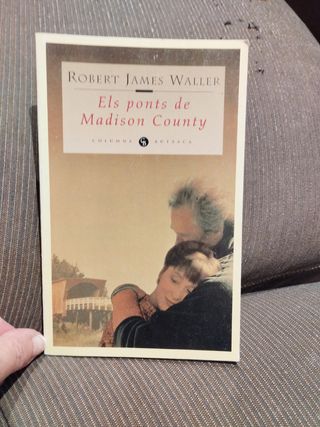 ROBERT JAMES WALLER
Els ponts de
Madison County
COLUMNA BUTXACA